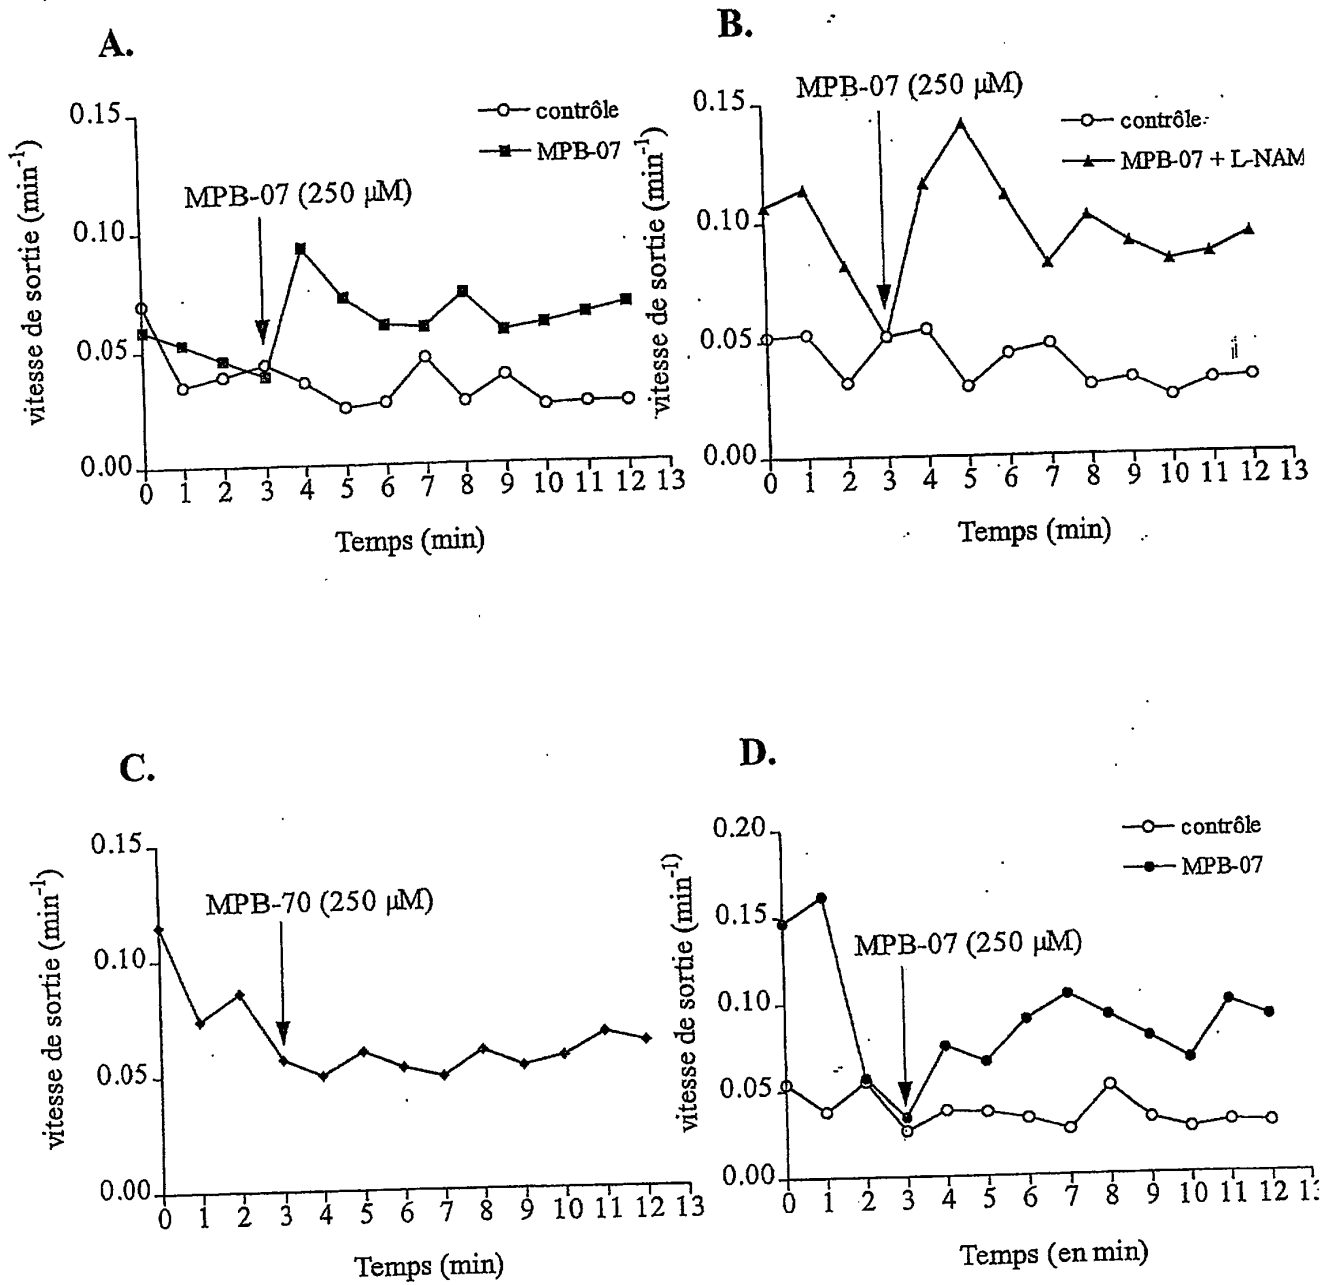 A.
contrôle
MPB-07
MPB-07 (250 µM)
vitesse de sortie (min-1)
0.15
0.10
0.05
0.00
0 1 2 3 4 5 6 7 8 9 10 11 12 13
Temps (min)
B.
MPB-07 (250 µM)
contrôle
MPB-07 + L-NAM
vitesse de sortie (min-1)
0.15
0.10
0.05
0.00
0 1 2 3 4 5 6 7 8 9 10 11 12 13
Temps (min)
C.
MPB-70 (250 µM)
vitesse de sortie (min-1)
0.15
0.10
0.05
0.00
0 1 2 3 4 5 6 7 8 9 10 11 12 13
Temps (min)
D.
contrôle
MPB-07
MPB-07 (250 µM)
vitesse de sortie (min-1)
0.20
0.15
0.10
0.05
0.00
0 1 2 3 4 5 6 7 8 9 10 11 12 13
Temps (en min)